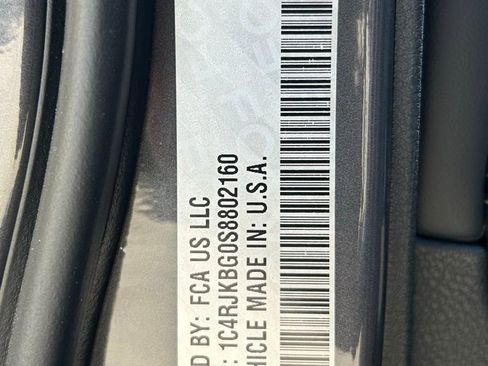 D BY: FCA US LLC
: 1C4RJKBG0S8802160
HICLE MADE IN: U.S.A.